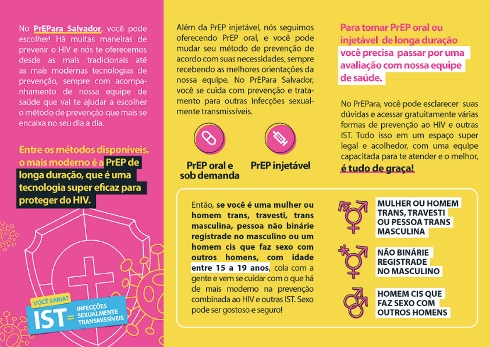 No PrEPara Salvador, você pode
escolher! Há muitas maneiras de
prevenir o HIV e nós te oferecemos
desde as mais tradicionais até
as mais modernas tecnologias de
prevenção, sempre com acompa-
nhamento de nossa equipe de
saúde que vai te ajudar a escolher
o método de prevenção que mais se
encaixa no seu dia a dia.
Entre os métodos disponíveis,
o mais moderno é a PrEP de
longa duração, que é uma
tecnologia super eficaz para
proteger do HIV.
VOCÊ SABIA?
IST = INFECÇÕES
SEXUALMENTE
TRANSMISSÍVEIS
Além da PrEP injetável, nós seguimos
oferecendo PrEP oral, e você pode
mudar seu método de prevenção de
acordo com suas necessidades, sempre
recebendo as melhores orientações da
nossa equipe. No PrEPara Salvador,
você se cuida com prevenção e trata-
mento para outras infecções sexual-
mente transmissíveis.
PrEP oral e
sob demanda
PrEP injetável
Então, se você é uma mulher ou
homem trans, travesti, trans
masculina, pessoa não binárie
registrade no masculino ou um
homem cis que faz sexo com
outros homens, com idade
entre 15 a 19 anos, cola com a
gente e vem se cuidar com o que há
de mais moderno na prevenção
combinada ao HIV e outras IST. Sexo
pode ser gostoso e seguro!
Para tomar PrEP oral ou
injetável de longa duração
você precisa passar por uma
avaliação com nossa equipe
de saúde.
No PrEPara, você pode esclarecer suas
dúvidas e acessar gratuitamente várias
formas de prevenção ao HIV e outras
IST. Tudo isso em um espaço super
legal e acolhedor, com uma equipe
capacitada para te atender e o melhor,
é tudo de graça!
MULHER OU HOMEM
TRANS, TRAVESTI
OU PESSOA TRANS
MASCULINA
NÃO BINÁRIE
REGISTRADE
NO MASCULINO
HOMEM CIS QUE
FAZ SEXO COM
OUTROS HOMENS